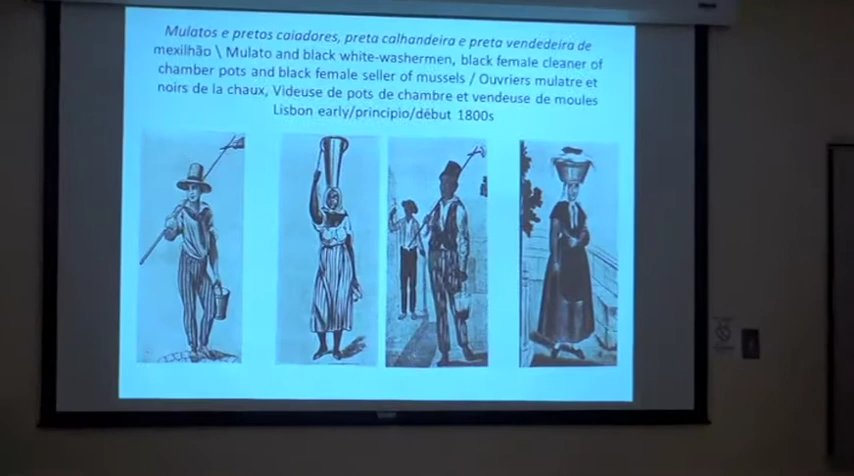 Mulatos e pretos caiadores, preta calhandeira e preta vendedeira de
mexilhão \ Mulato and black white-washermen, black female cleaner of
chamber pots and black female seller of mussels / Ouvriers mulatre et
noirs de la chaux, Videuse de pots de chambre et vendeuse de moules
Lisbon early/principio/début 1800s